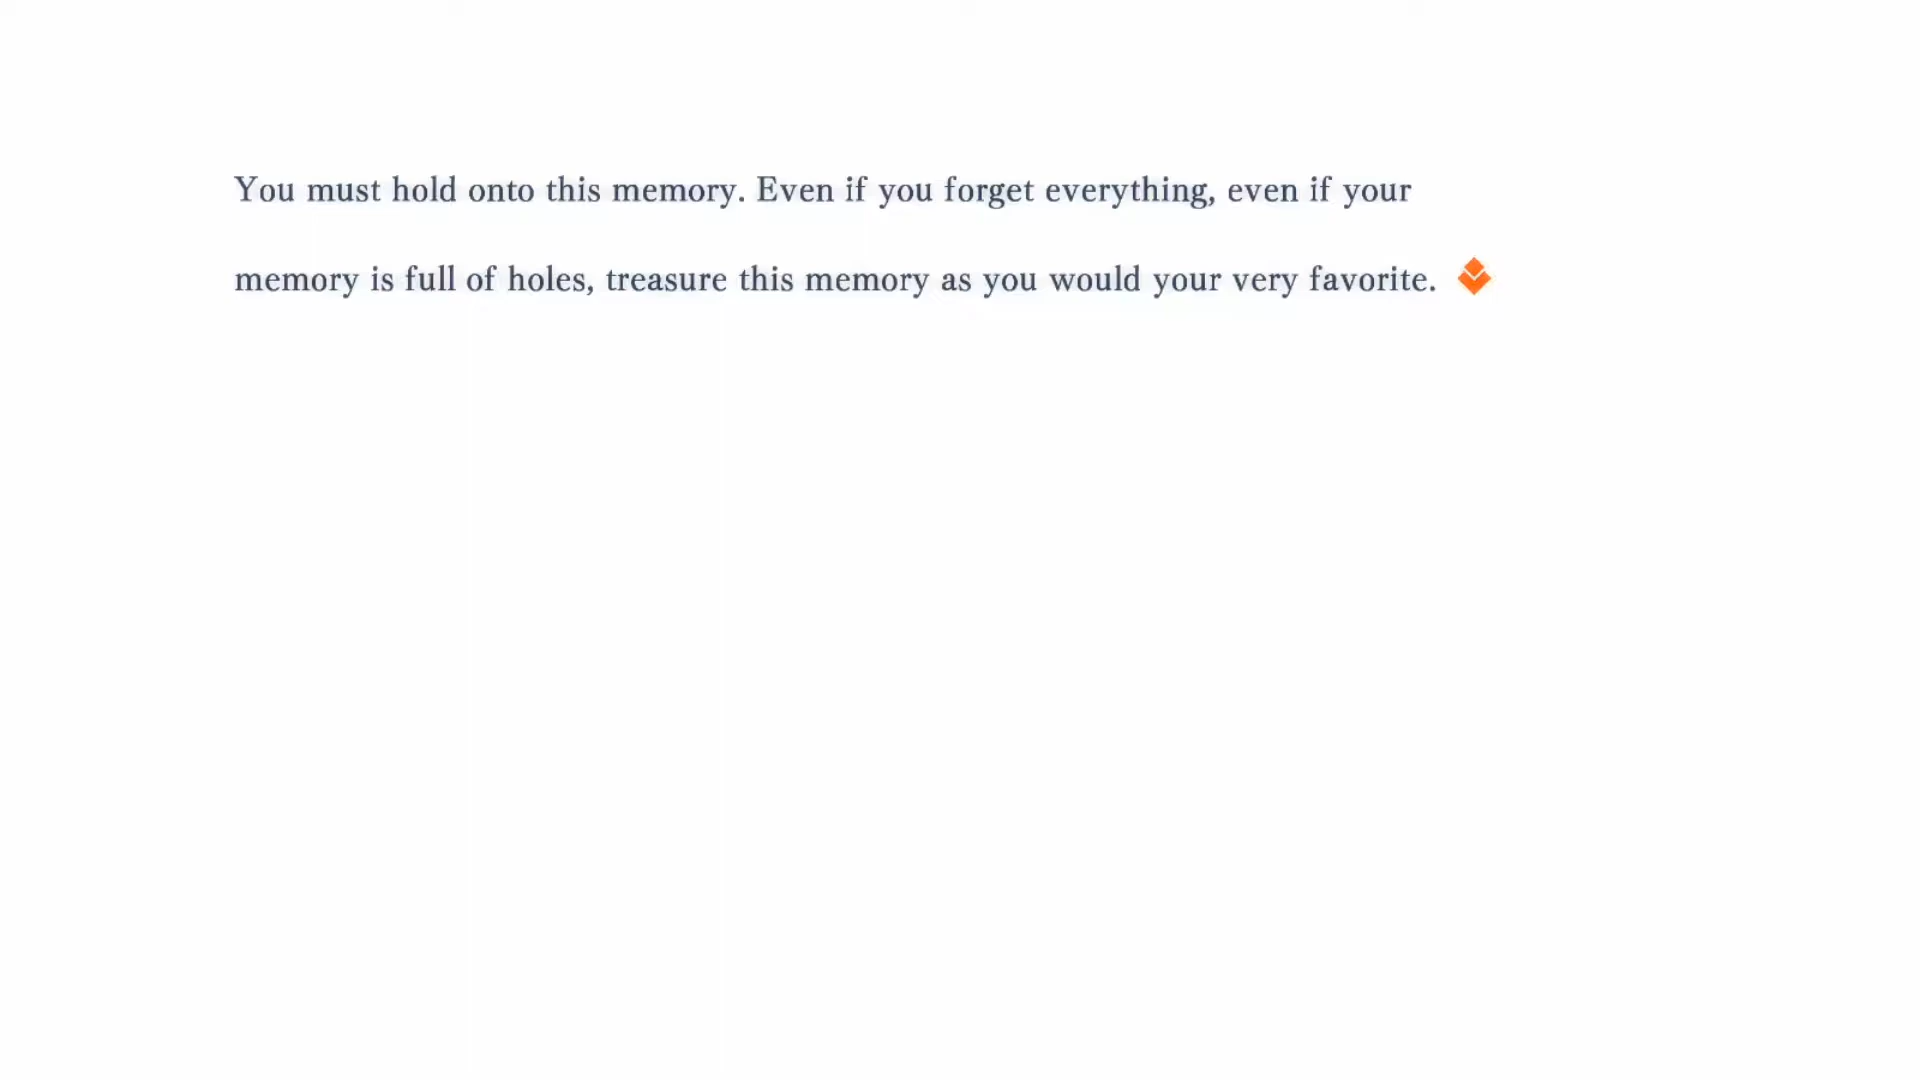 You must hold onto this memory. Even if you forget everything, even if your
memory is full of holes, treasure this memory as you would your very favorite.